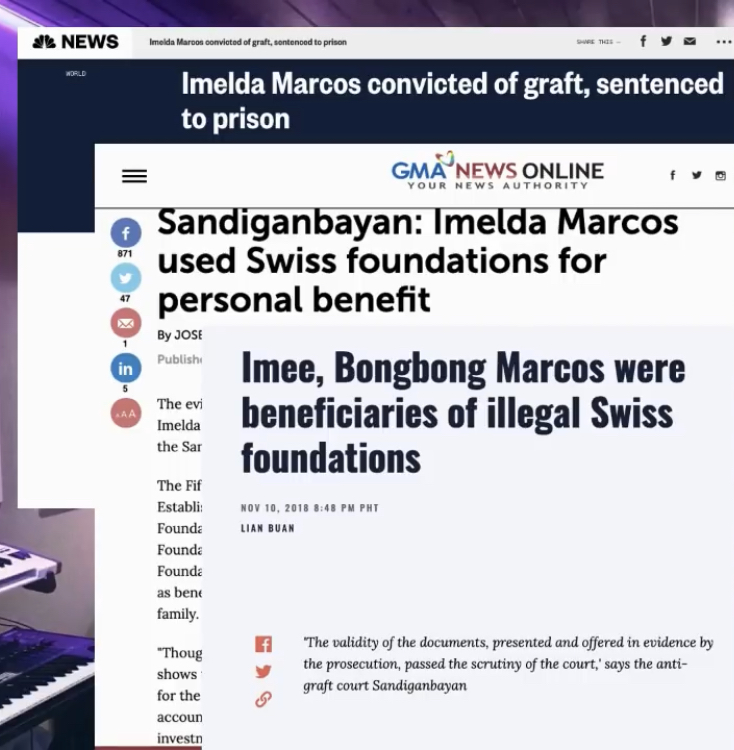 NEWS
Imelda Marcos convicted of graft, sentenced to prison
SHARE THIS –
WORLD
Imelda Marcos convicted of graft, sentenced
to prison
GMA NEWS ONLINE
YOUR NEWS AUTHORITY
Sandiganbayan: Imelda Marcos
used Swiss foundations for
personal benefit
871
47
1
in
5
AAA
By JOSE
Publish
The evi
Imelda
the San
The Fif
Establi
Founda
Founda
Founda
as bene
family.
"Thoug
shows
for the
accoun
investn
Imee, Bongbong Marcos were
beneficiaries of illegal Swiss
foundations
NOV 10, 2018 8:48 PM PHT
LIAN BUAN
'The validity of the documents, presented and offered in evidence by
the prosecution, passed the scrutiny of the court,' says the anti-
graft court Sandiganbayan